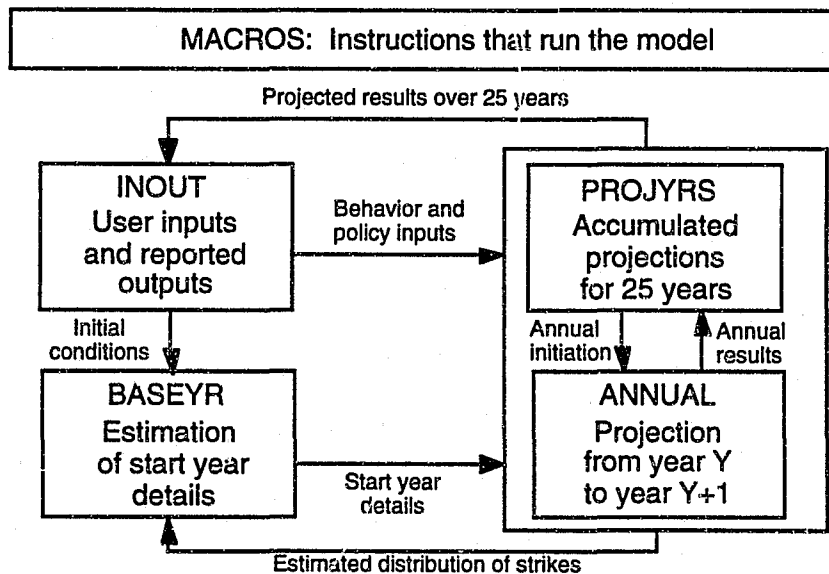 MACROS: Instructions that run the model
Projected results over 25 years
INOUT
User inputs
and reported
outputs
Behavior and
policy inputs
PROJYRS
Accumulated
projections
for 25 years
Initial
conditions
Annual
initiation
Annual
results
BASEYR
Estimation
of start year
details
Start year
details
ANNUAL
Projection
from year Y
to year Y+1
Estimated distribution of strikes